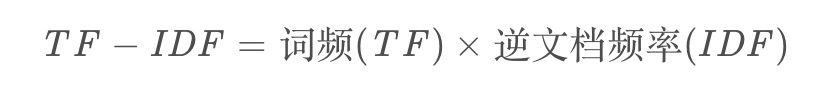 TF − IDF = 词频(TF) × 逆文档频率(IDF)